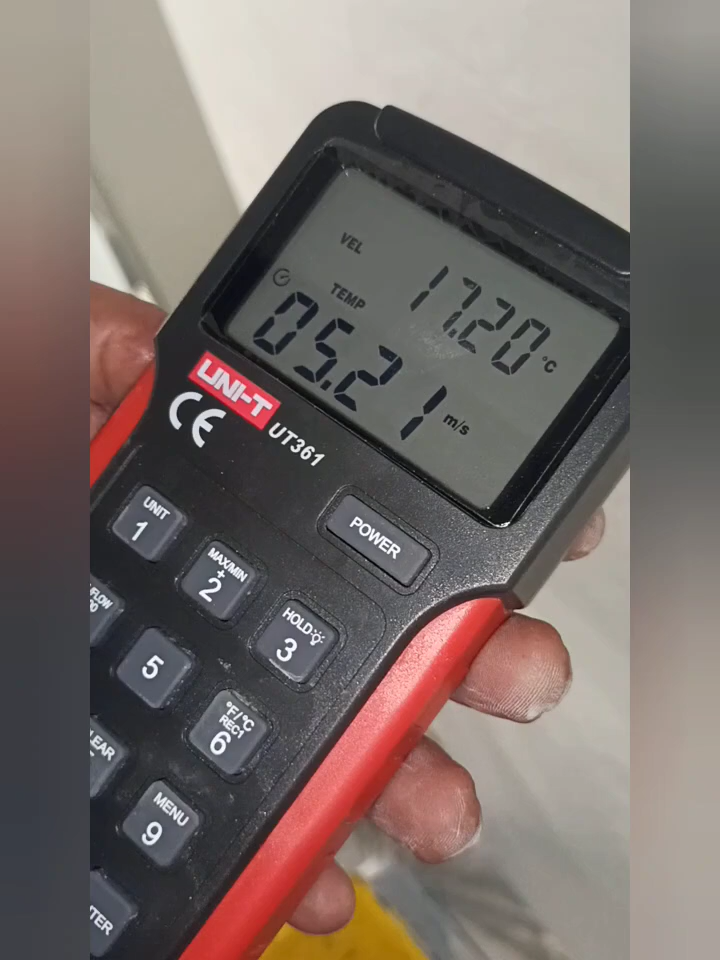 VEL
17.20 °C
TEMP
05.21 m/s
UNI-T
CE
UT361
POWER
UNIT
1
MAX/MIN
+
2
HOLD
3
5
°F/°C
REC1
6
MENU
9